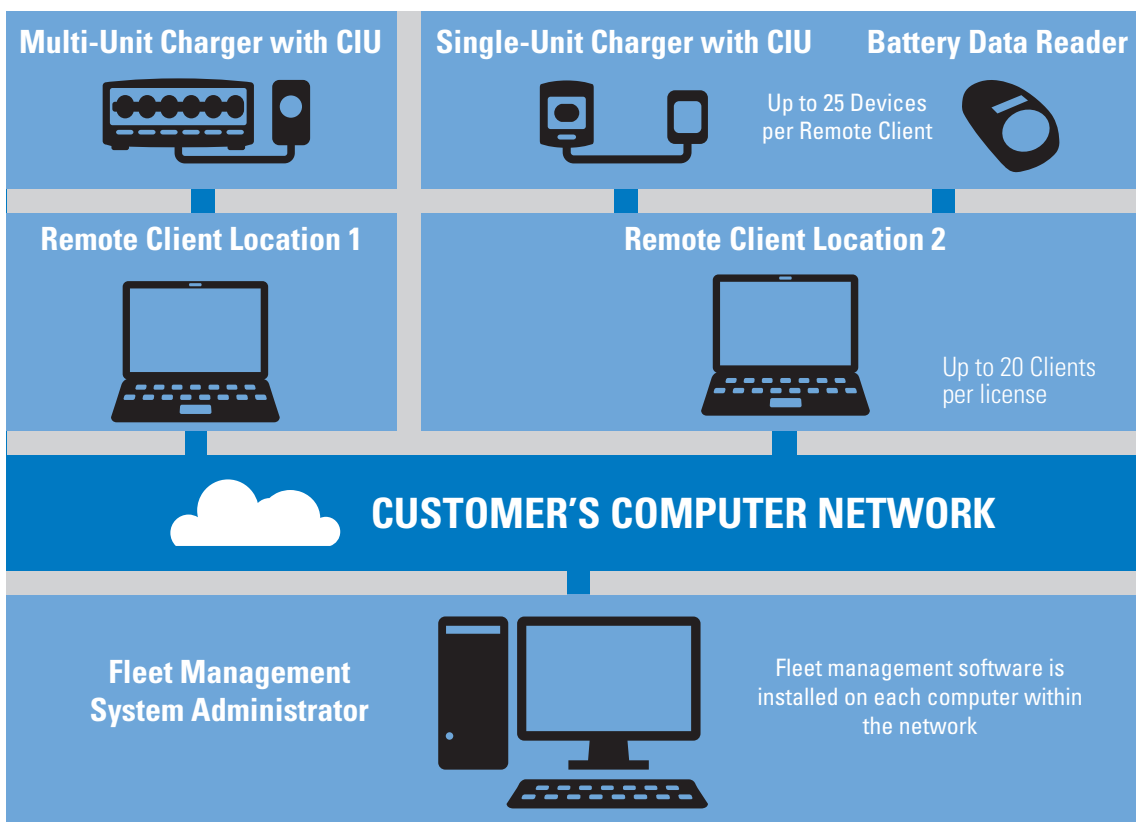 Multi-Unit Charger with CIU
Single-Unit Charger with CIU
Battery Data Reader
Up to 25 Devices
per Remote Client
Remote Client Location 1
Remote Client Location 2
Up to 20 Clients
per license
CUSTOMER'S COMPUTER NETWORK
Fleet Management
System Administrator
Fleet management software is
installed on each computer within
the network